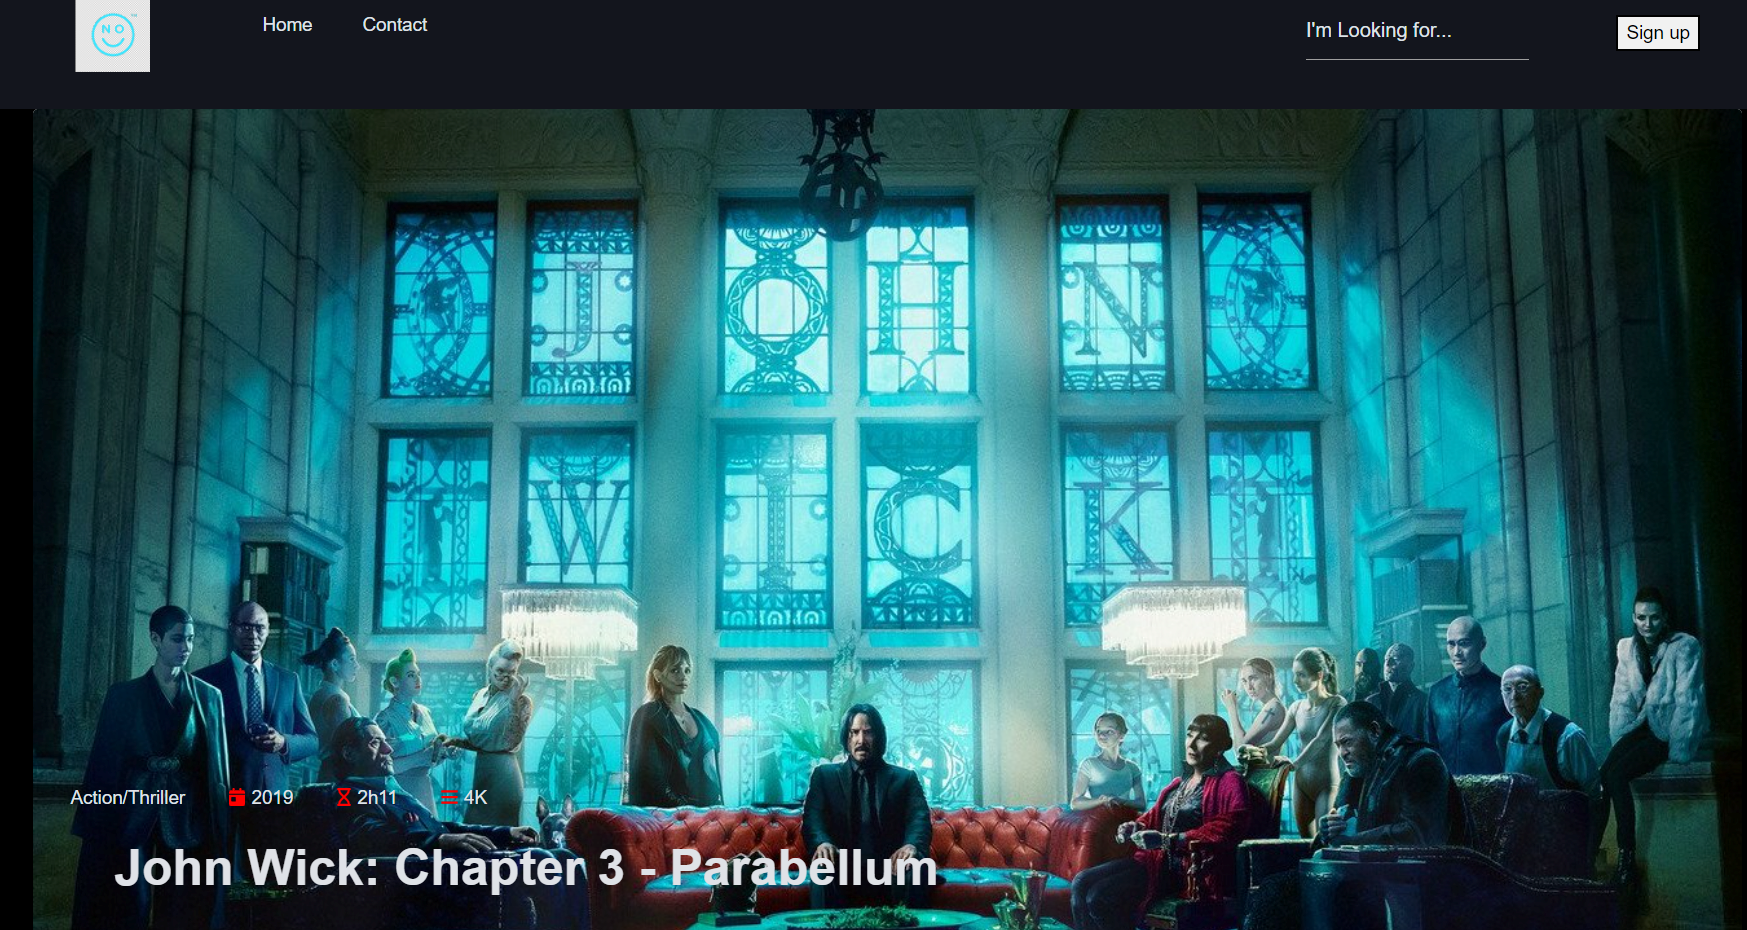 NO
Home
Contact
I'm Looking for...
Sign up
JOHN
WICK
Action/Thriller
2019
2h11
4K
John Wick: Chapter 3 - Parabellum